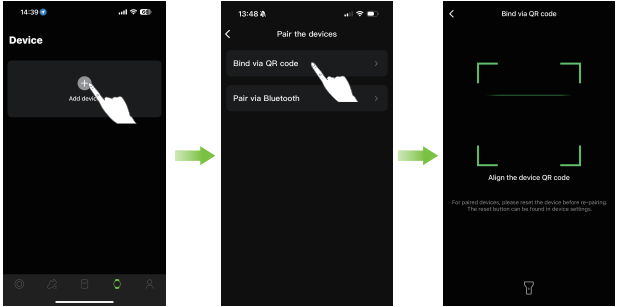 14:39
Device
Add device
13:48
Pair the devices
Bind via QR code
Pair via Bluetooth
Bind via QR code
Align the device QR code
For paired devices, please reset the device before re-pairing.
The reset button can be found in device settings.